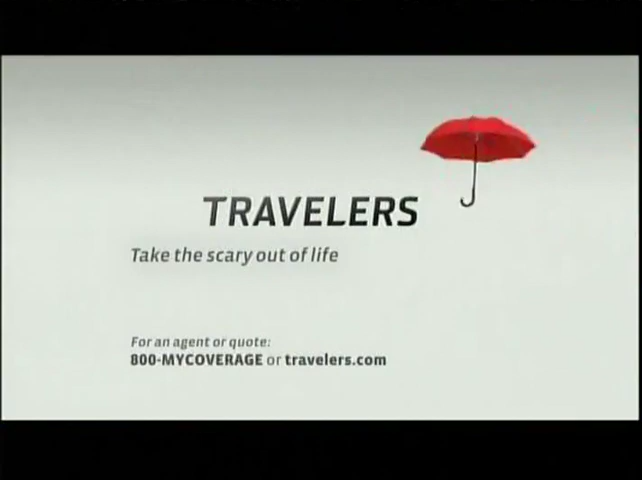 TRAVELERS
Take the scary out of life
For an agent or quote:
800-MYCOVERAGE or travelers.com